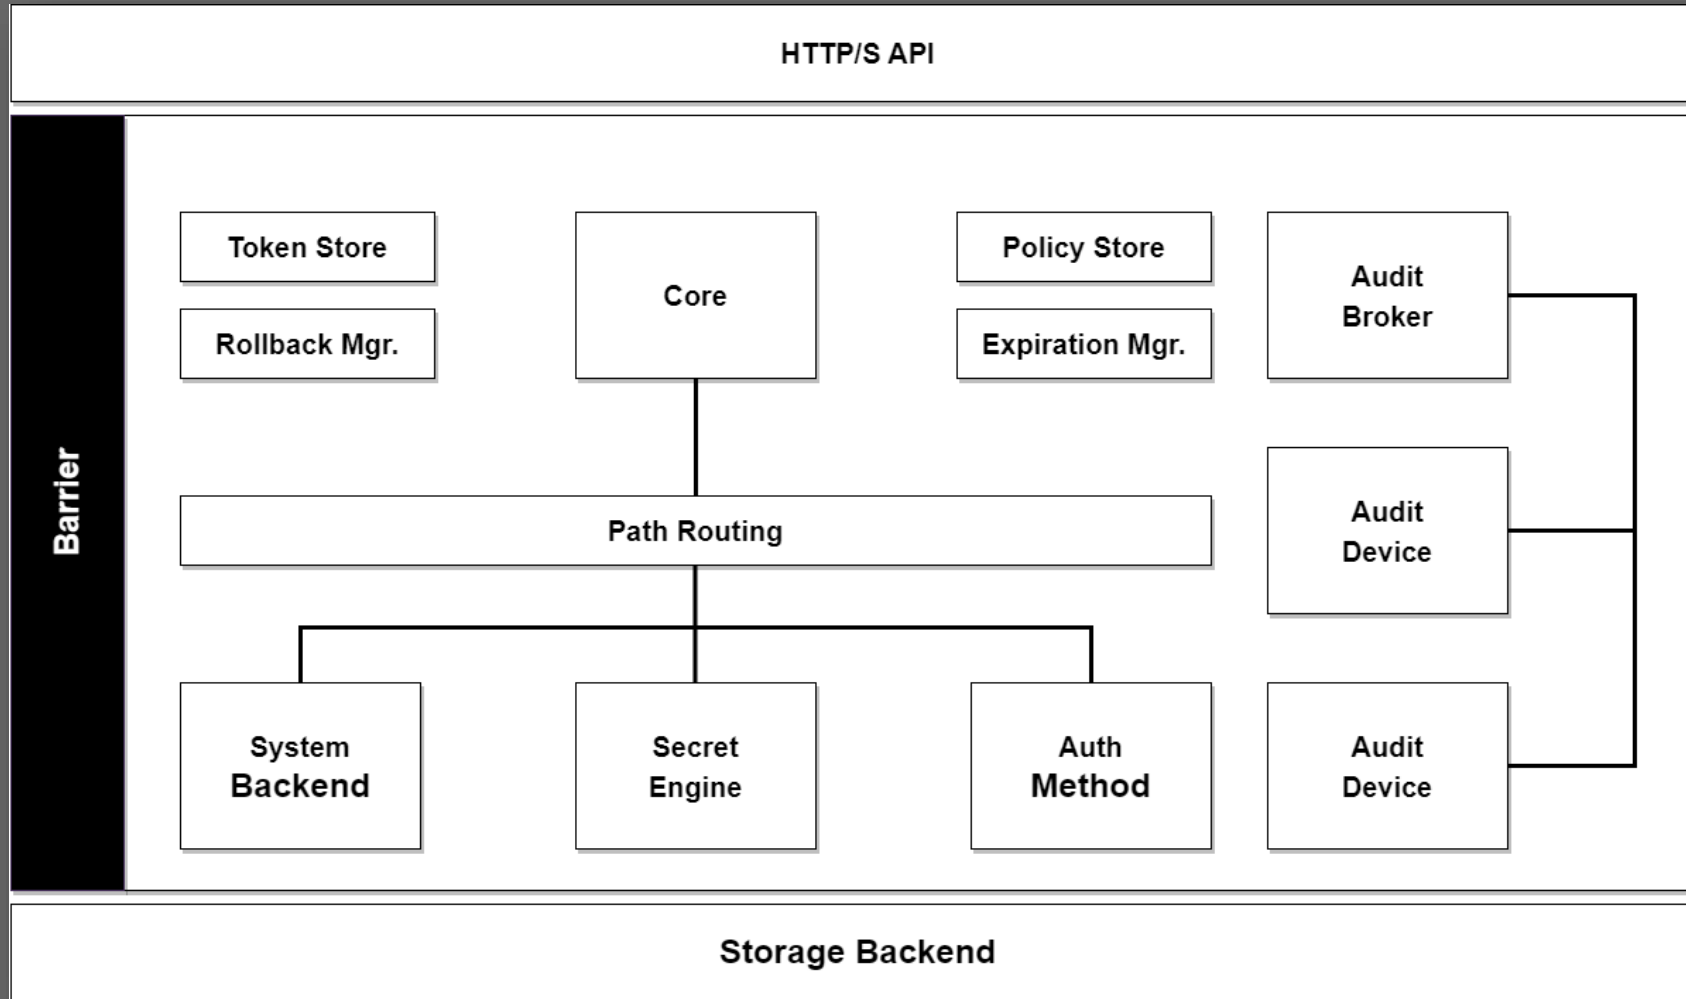 HTTP/S API
Barrier
Token Store
Rollback Mgr.
Core
Policy Store
Expiration Mgr.
Audit
Broker
Path Routing
Audit
Device
System
Backend
Secret
Engine
Auth
Method
Audit
Device
Storage Backend